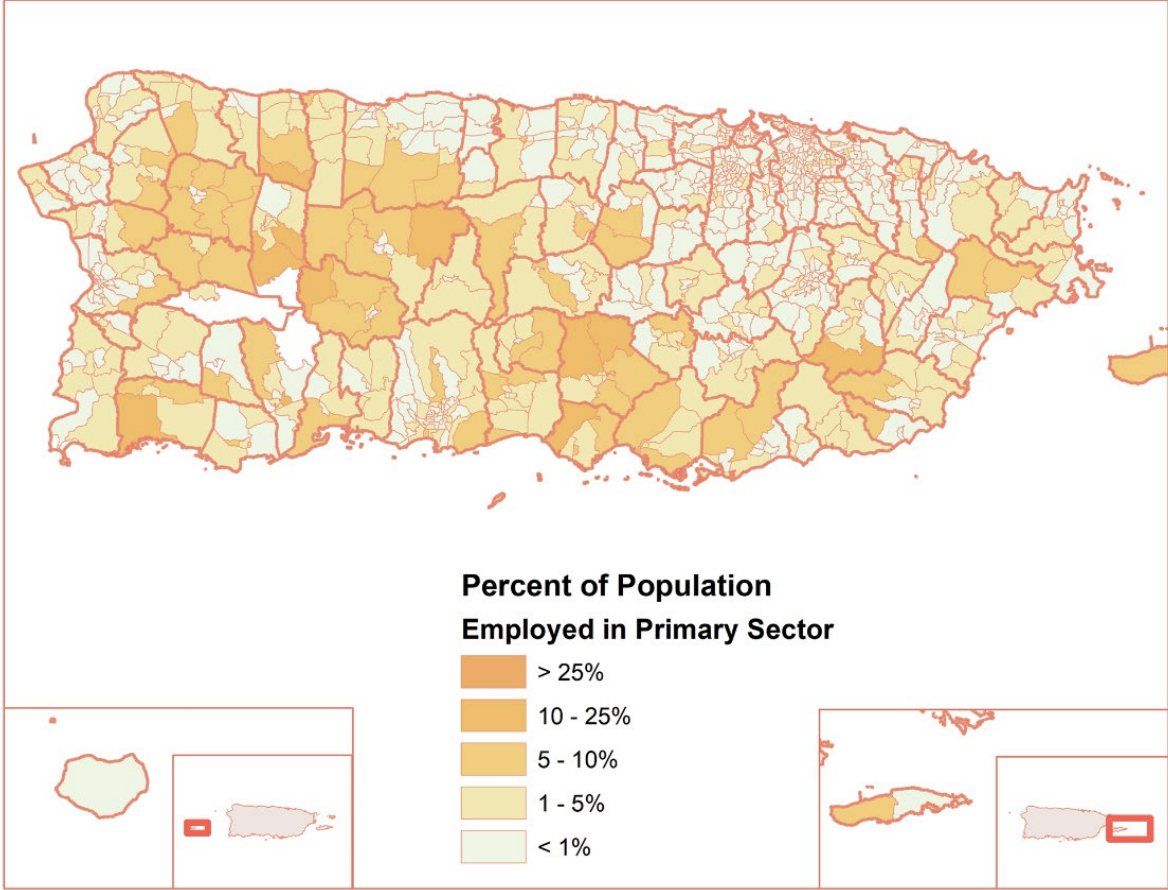 Percent of Population
Employed in Primary Sector
> 25%
10 - 25%
5 - 10%
1 - 5%
< 1%